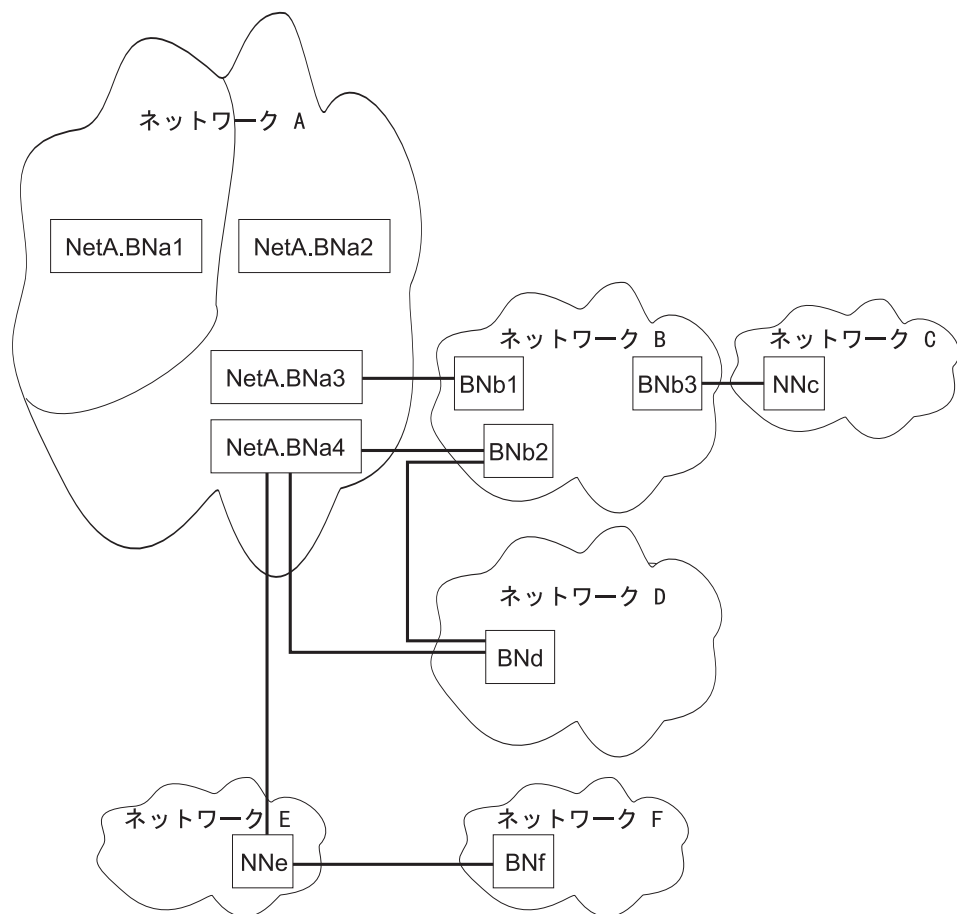 ネットワーク A
NetA.BNa1
NetA.BNa2
NetA.BNa3
NetA.BNa4
ネットワーク B
BNb1
BNb3
BNb2
ネットワーク C
NNc
ネットワーク D
BNd
ネットワーク E
NNe
ネットワーク F
BNf